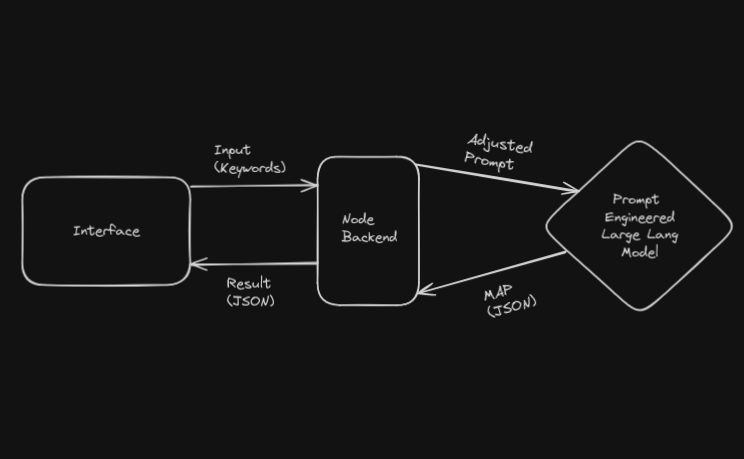 Input
(Keywords)
Adjusted
Prompt
Interface
Node
Backend
Prompt
Engineered
Large Lang
Model
Result
(JSON)
MAP
(JSON)